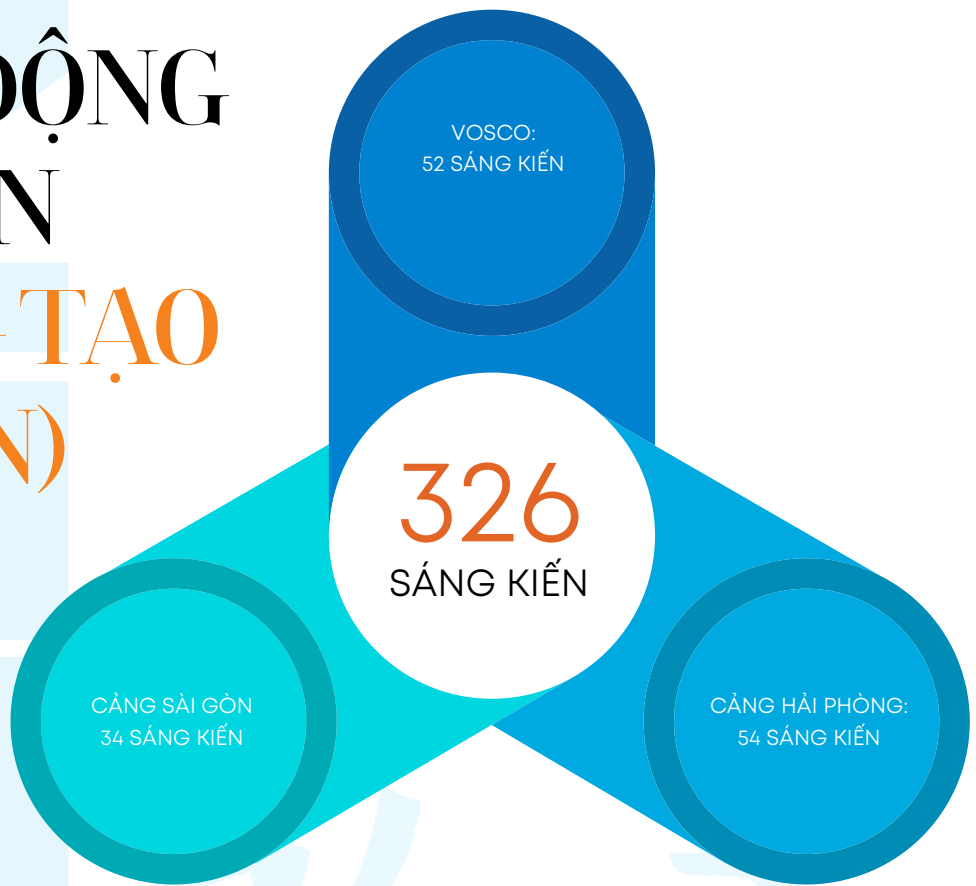 ĐỘNG
N
TẠO
N)
VOSCO:
52 SÁNG KIẾN
326
SÁNG KIẾN
CẢNG SÀI GÒN
34 SÁNG KIẾN
CẢNG HẢI PHÒNG:
54 SÁNG KIẾN